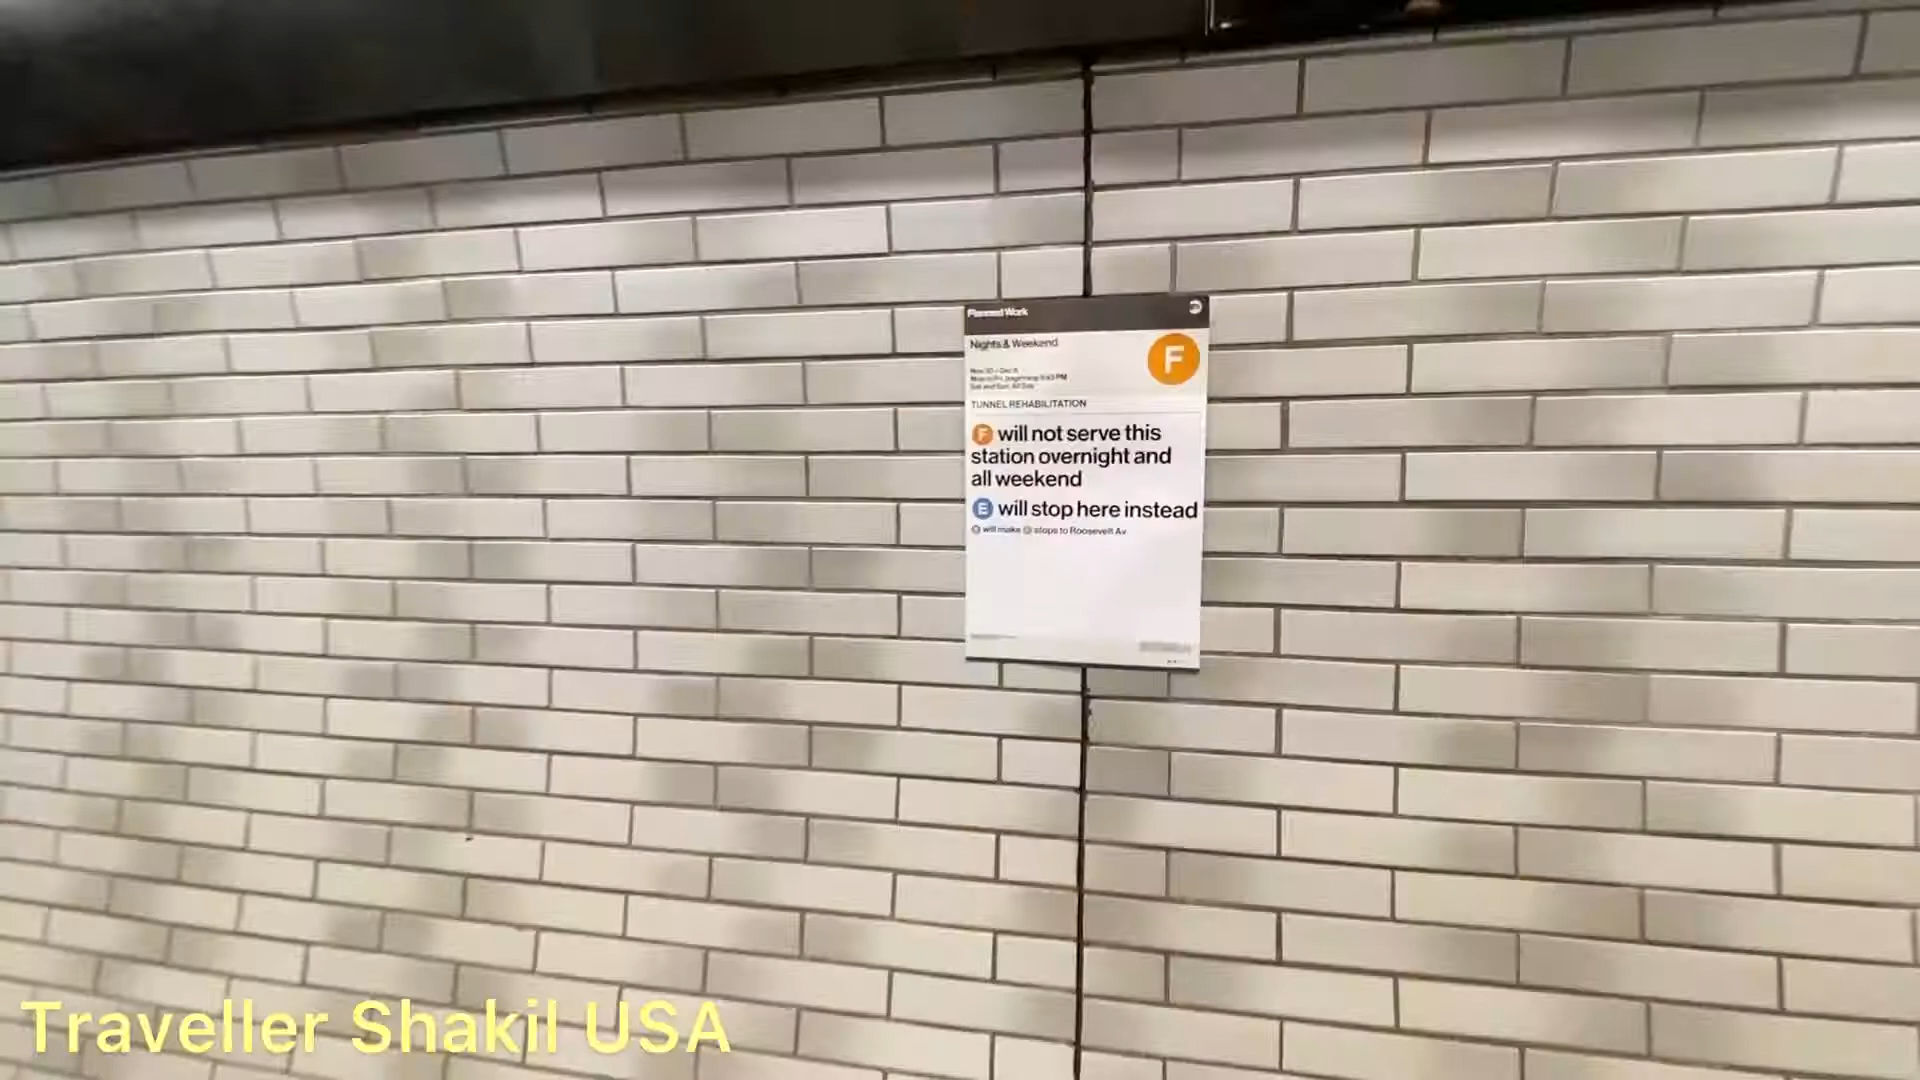 Planned Work
Nights & Weekend
TUNNEL REHABILITATION
F
F will not serve this
station overnight and
all weekend
E will stop here instead
will make stops to Roosevelt Av
Traveller Shakil USA